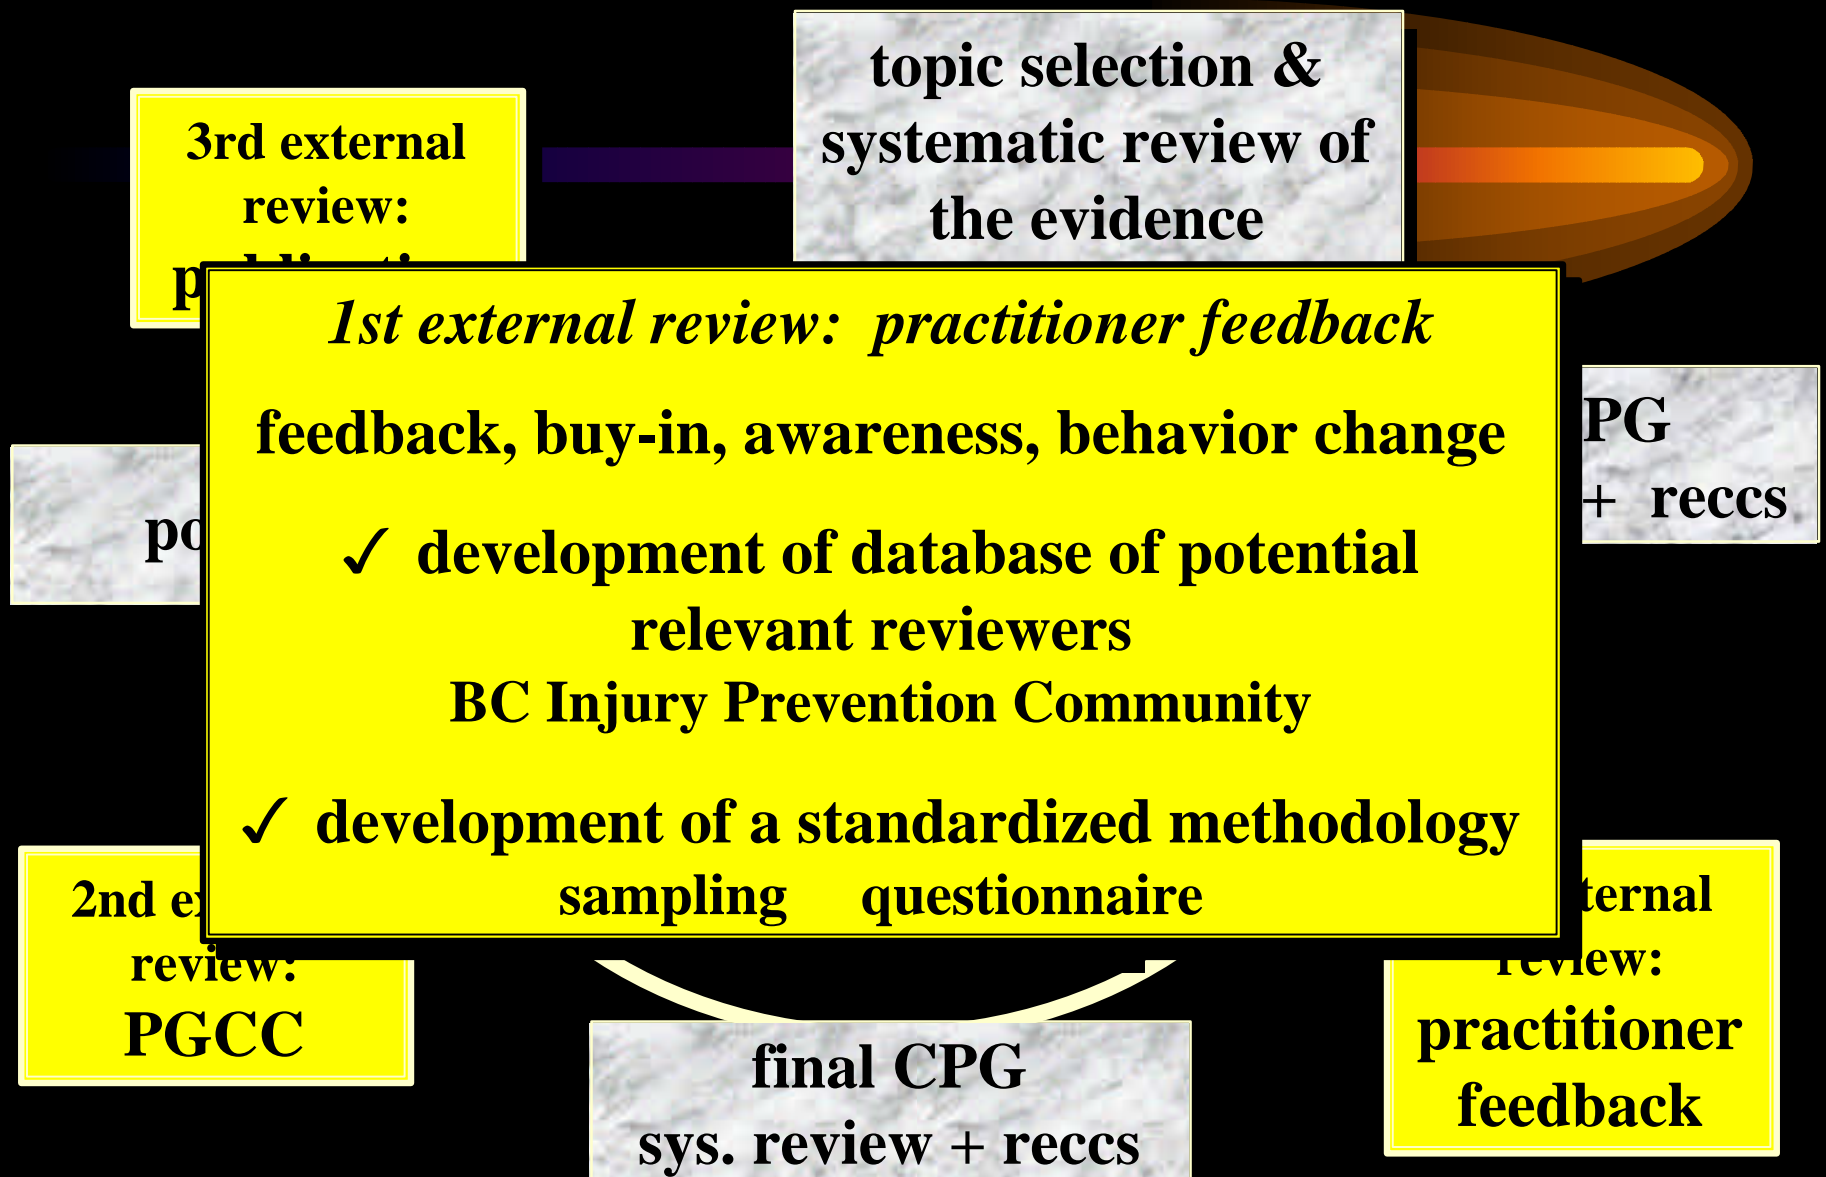 topic selection &
systematic review of
the evidence
3rd external
review:
1st external review: practitioner feedback
feedback, buy-in, awareness, behavior change
✓ development of database of potential
relevant reviewers
BC Injury Prevention Community
✓ development of a standardized methodology
sampling questionnaire
+ reccs
2nd
review:
PGCC
review:
practitioner
feedback
final CPG
sys. review + reccs